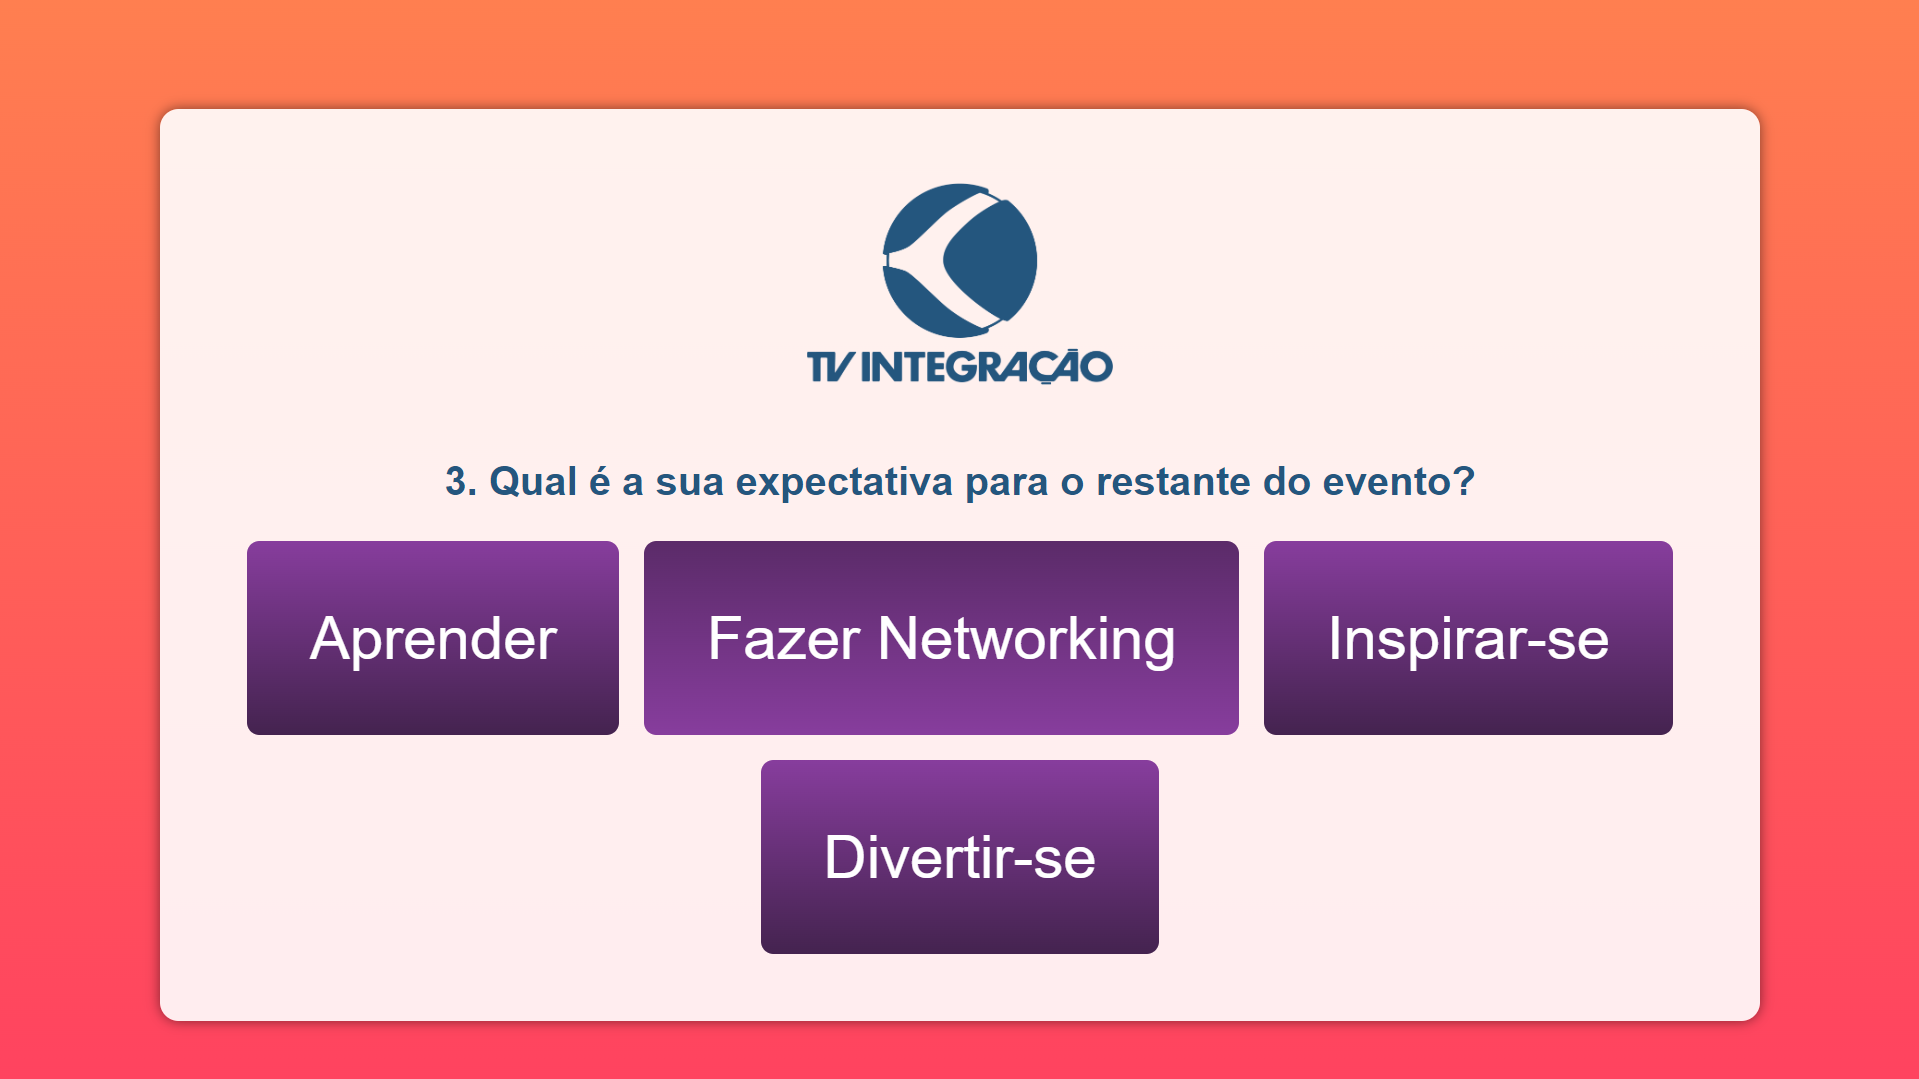 TV INTEGRAÇÃO
3. Qual é a sua expectativa para o restante do evento?
Aprender
Fazer Networking
Inspirar-se
Divertir-se